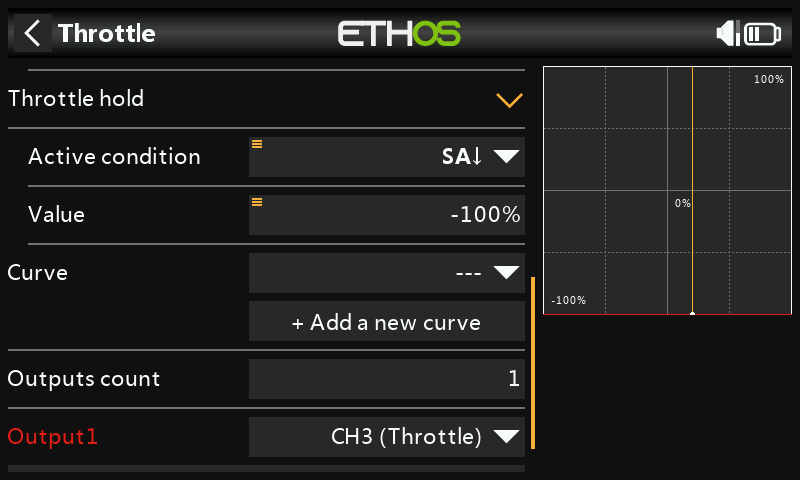 Throttle
ETHOS
Throttle hold
Active condition
SA↓
Value
-100%
Curve
---
+ Add a new curve
Outputs count
1
Output1
CH3 (Throttle)
100%
0%
-100%